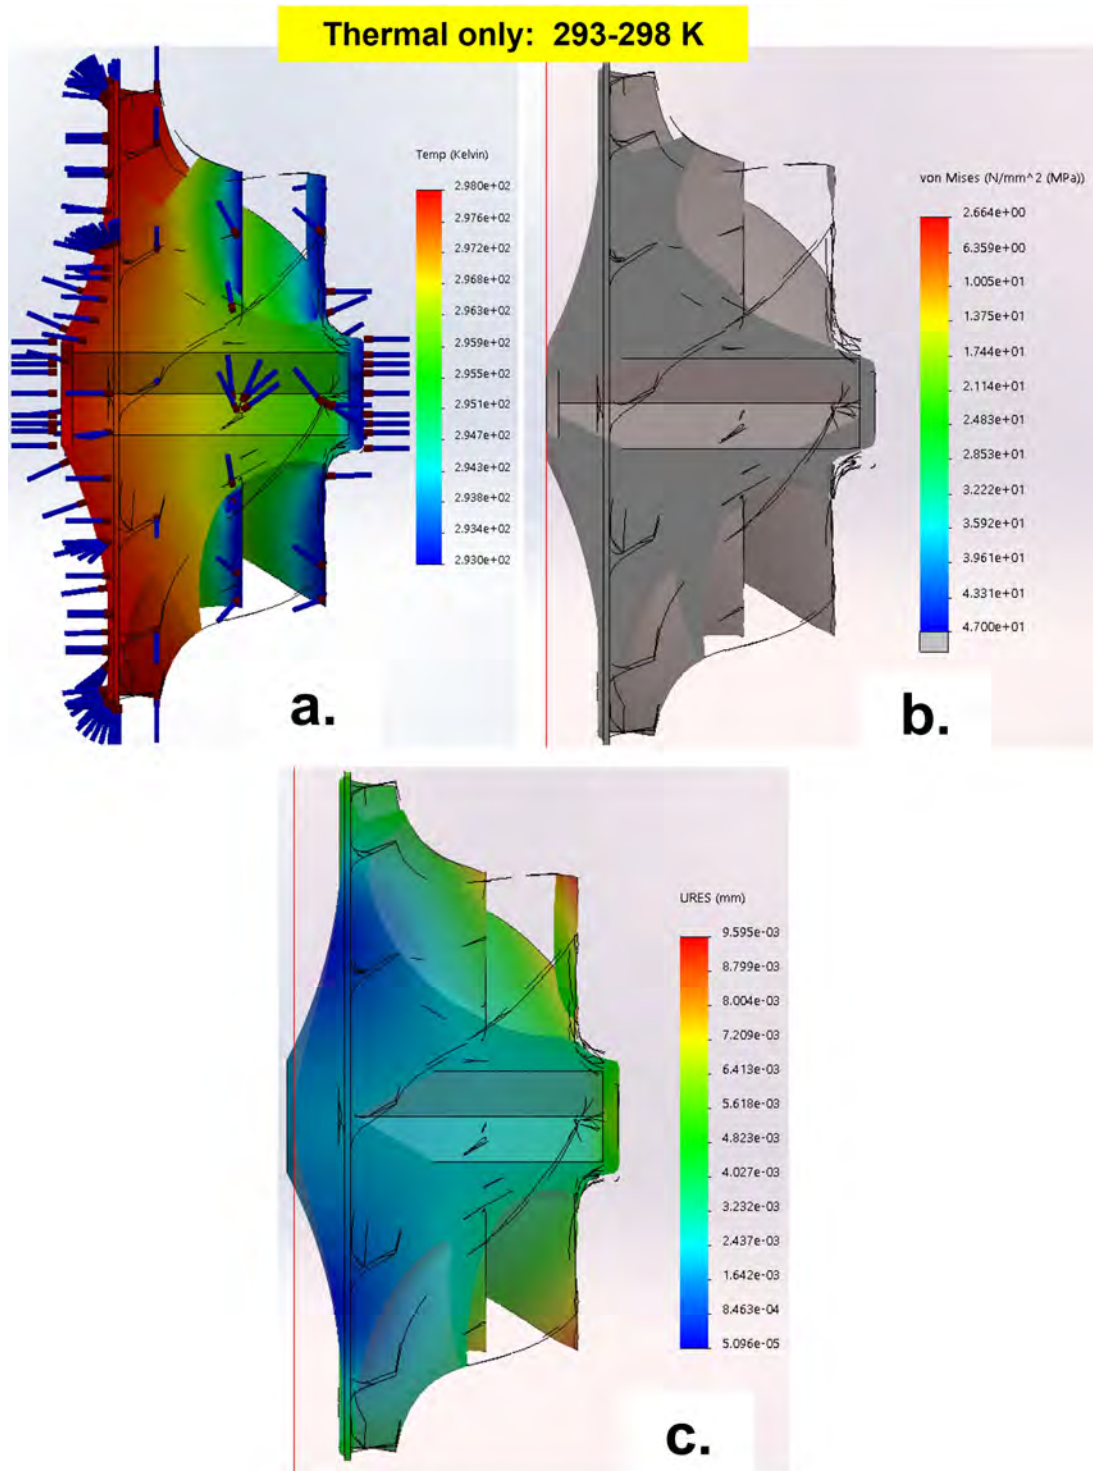 Thermal only: 293-298 K
Temp (Kelvin)
2.980e+02
2.976e+02
2.972e+02
2.968e+02
2.963e+02
2.959e+02
2.955e+02
2.951e+02
2.947e+02
2.943e+02
2.938e+02
2.934e+02
2.930e+02
a.
von Mises (N/mm^2 (MPa))
2.664e+00
6.359e+00
1.005e+01
1.375e+01
1.744e+01
2.114e+01
2.483e+01
2.853e+01
3.222e+01
3.592e+01
3.961e+01
4.331e+01
4.700e+01
b.
URES (mm)
9.595e-03
8.799e-03
8.004e-03
7.209e-03
6.413e-03
5.618e-03
4.823e-03
4.027e-03
3.232e-03
2.437e-03
1.642e-03
8.463e-04
5.096e-05
c.